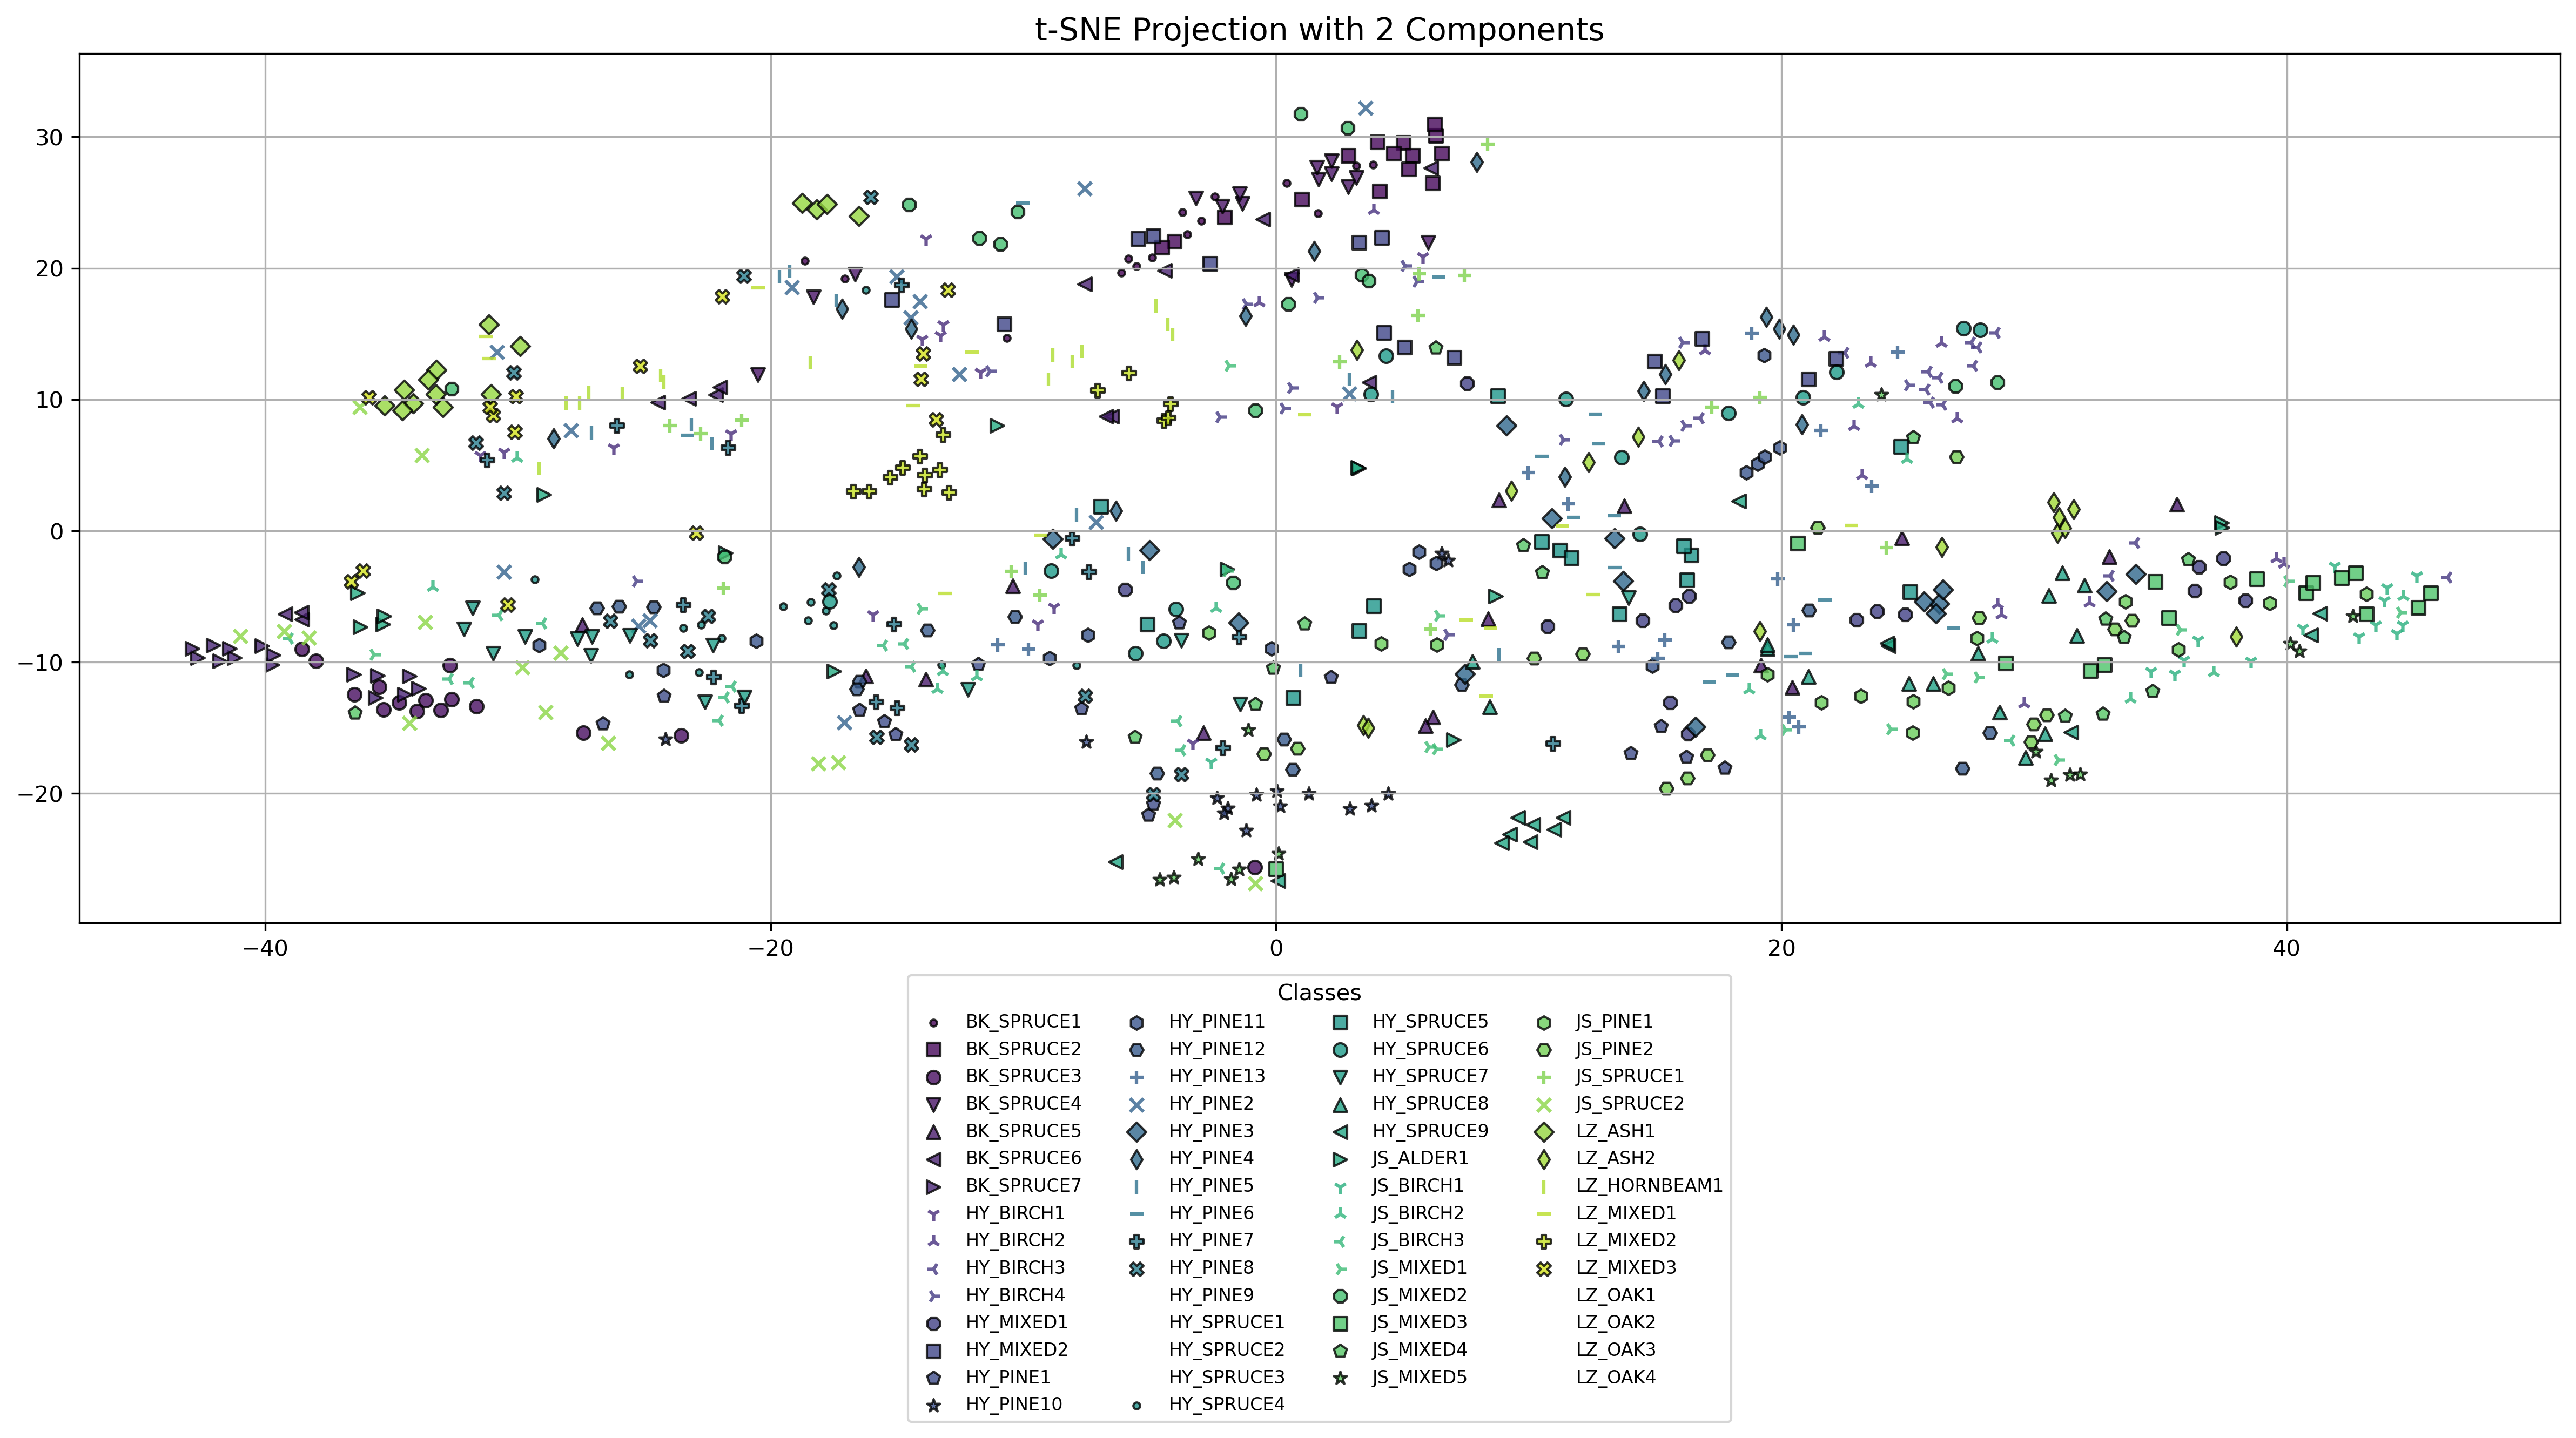 t-SNE Projection with 2 Components
30
20
10
0
−10
−20
−40
−20
0
20
40
Classes
BK_SPRUCE1
BK_SPRUCE2
BK_SPRUCE3
BK_SPRUCE4
BK_SPRUCE5
BK_SPRUCE6
BK_SPRUCE7
HY_BIRCH1
HY_BIRCH2
HY_BIRCH3
HY_BIRCH4
HY_MIXED1
HY_MIXED2
HY_PINE1
HY_PINE10
HY_PINE11
HY_PINE12
HY_PINE13
HY_PINE2
HY_PINE3
HY_PINE4
HY_PINE5
HY_PINE6
HY_PINE7
HY_PINE8
HY_PINE9
HY_SPRUCE1
HY_SPRUCE2
HY_SPRUCE3
HY_SPRUCE4
HY_SPRUCE5
HY_SPRUCE6
HY_SPRUCE7
HY_SPRUCE8
HY_SPRUCE9
JS_ALDER1
JS_BIRCH1
JS_BIRCH2
JS_BIRCH3
JS_MIXED1
JS_MIXED2
JS_MIXED3
JS_MIXED4
JS_MIXED5
JS_PINE1
JS_PINE2
JS_SPRUCE1
JS_SPRUCE2
LZ_ASH1
LZ_ASH2
LZ_HORNBEAM1
LZ_MIXED1
LZ_MIXED2
LZ_MIXED3
LZ_OAK1
LZ_OAK2
LZ_OAK3
LZ_OAK4